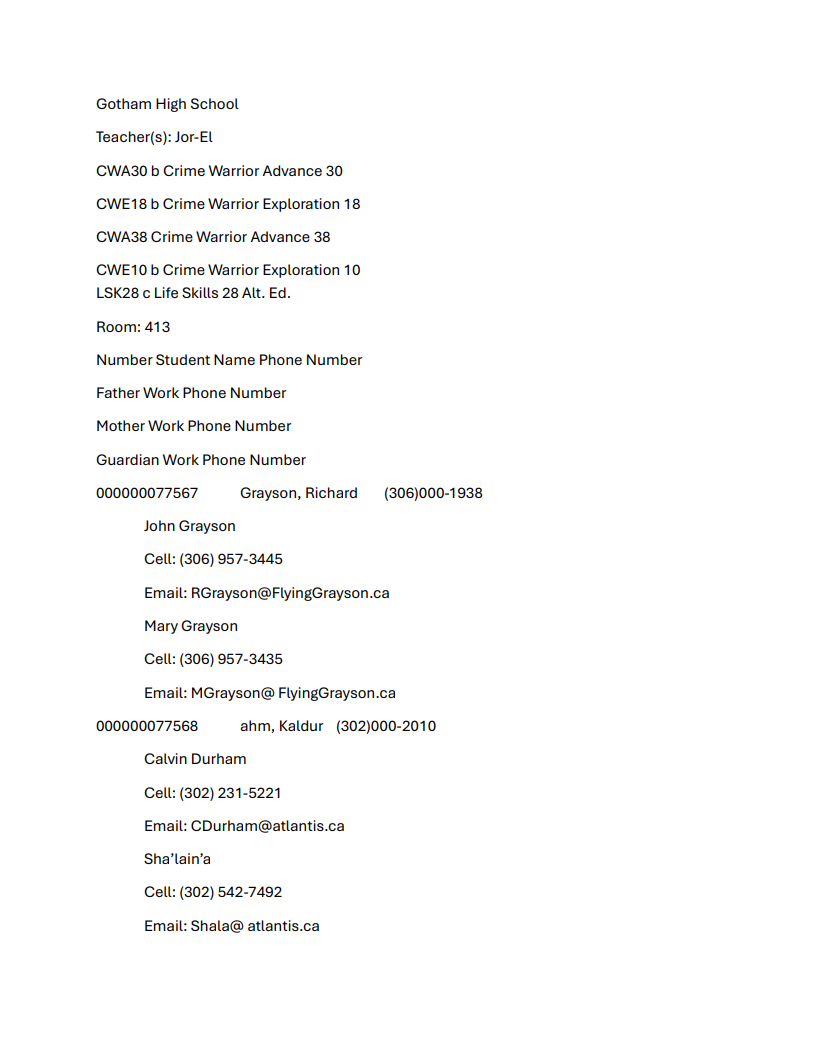 Gotham High School
Teacher(s): Jor-El
CWA30 b Crime Warrior Advance 30
CWE18 b Crime Warrior Exploration 18
CWA38 Crime Warrior Advance 38
CWE10 b Crime Warrior Exploration 10
LSK28 c Life Skills 28 Alt. Ed.
Room: 413
Number Student Name Phone Number
Father Work Phone Number
Mother Work Phone Number
Guardian Work Phone Number
000000077567 Grayson, Richard (306)000-1938
John Grayson
Cell: (306) 957-3445
Email: RGrayson@FlyingGrayson.ca
Mary Grayson
Cell: (306) 957-3435
Email: MGrayson@ FlyingGrayson.ca
000000077568 ahm, Kaldur (302)000-2010
Calvin Durham
Cell: (302) 231-5221
Email: CDurham@atlantis.ca
Sha’lain’a
Cell: (302) 542-7492
Email: Shala@ atlantis.ca